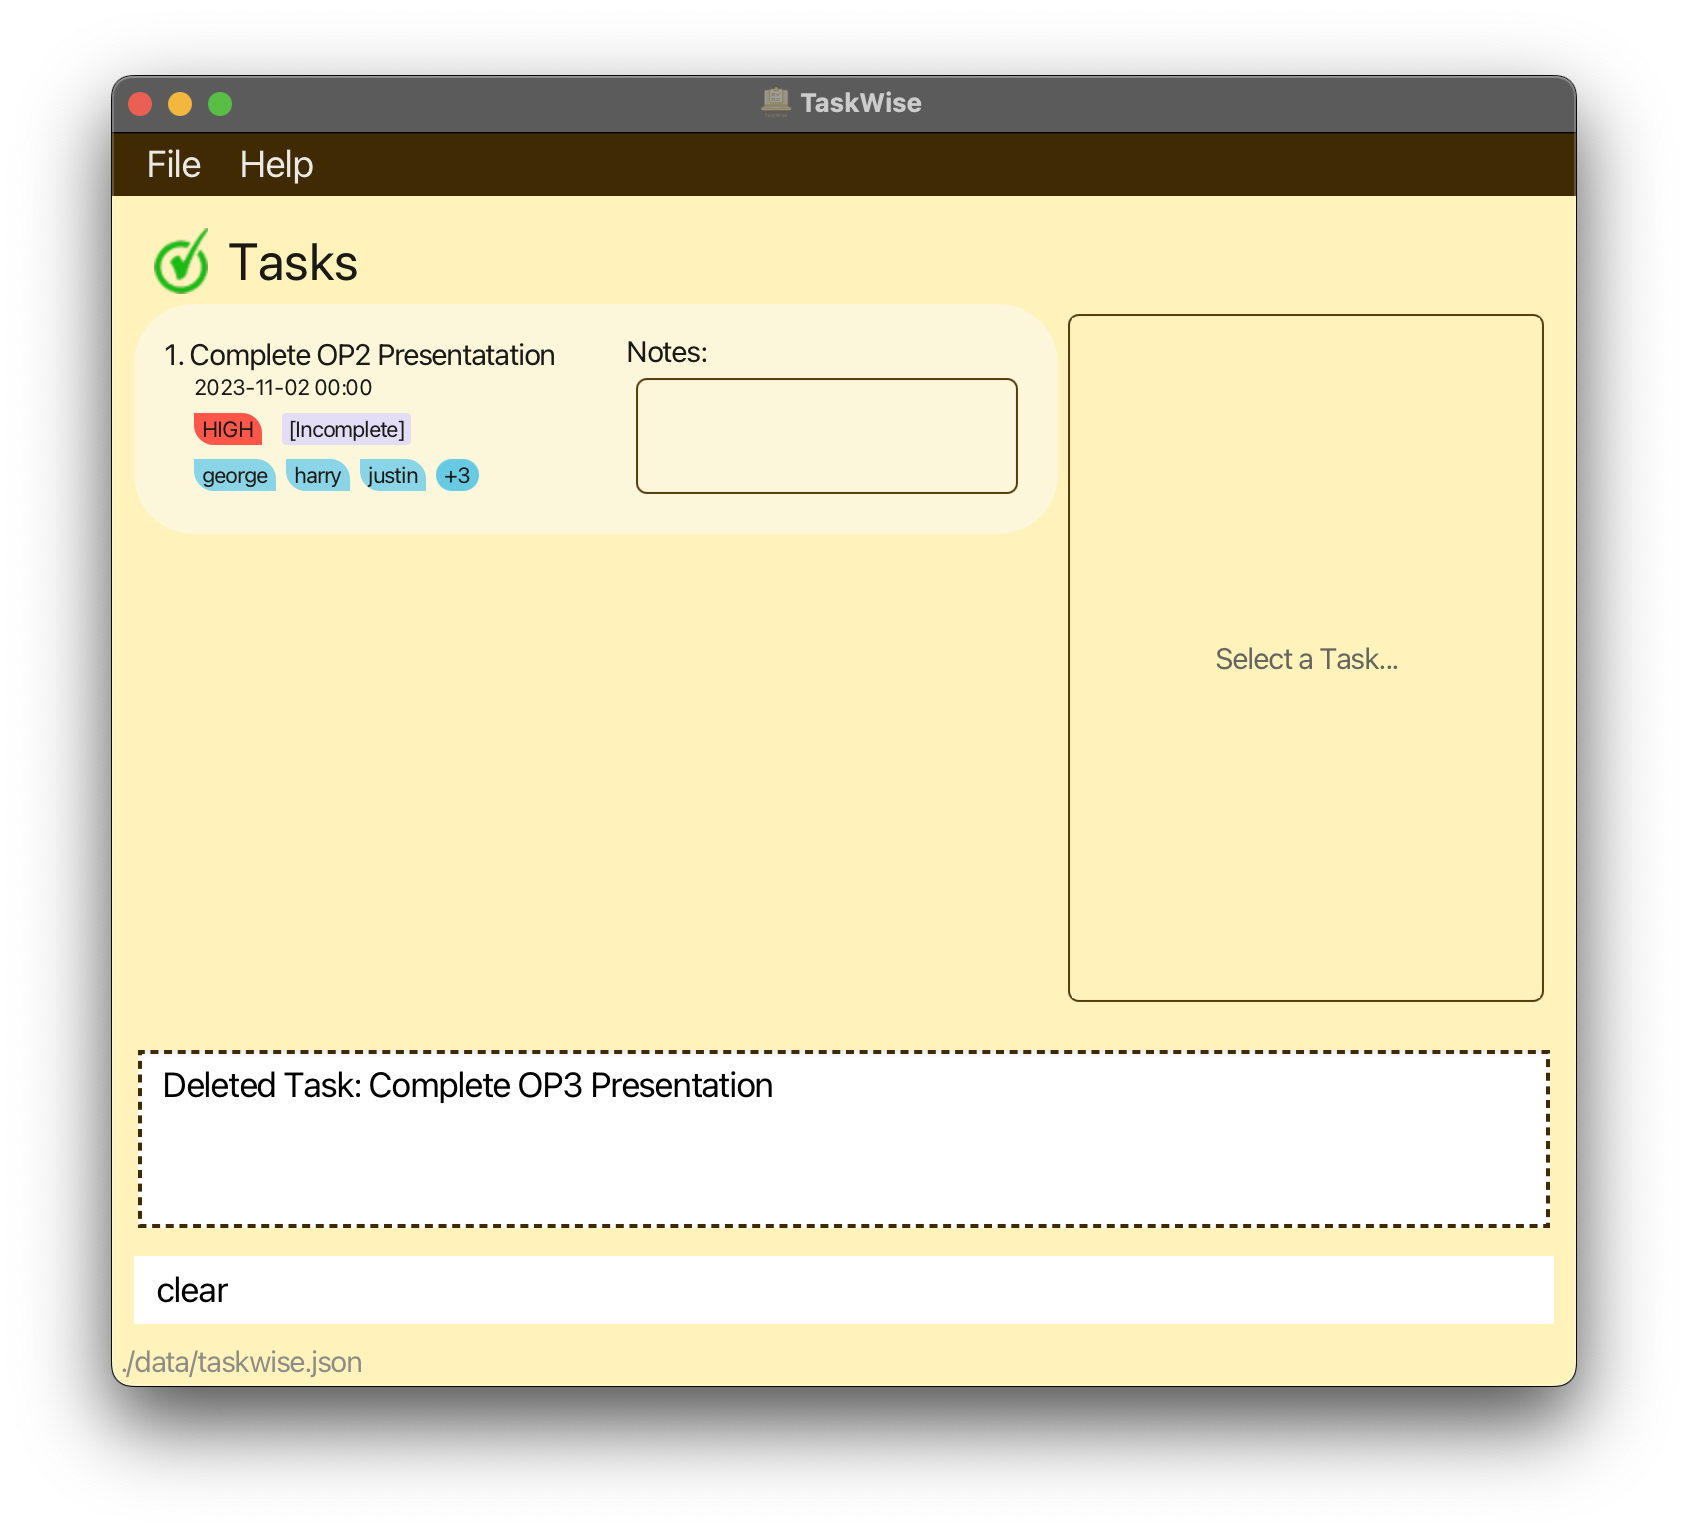 TaskWise
File Help
Tasks
1. Complete OP2 Presentatation
2023-11-02 00:00
HIGH [Incomplete]
george harry justin +3
Notes:
Select a Task...
Deleted Task: Complete OP3 Presentation
clear
./data/taskwise.json